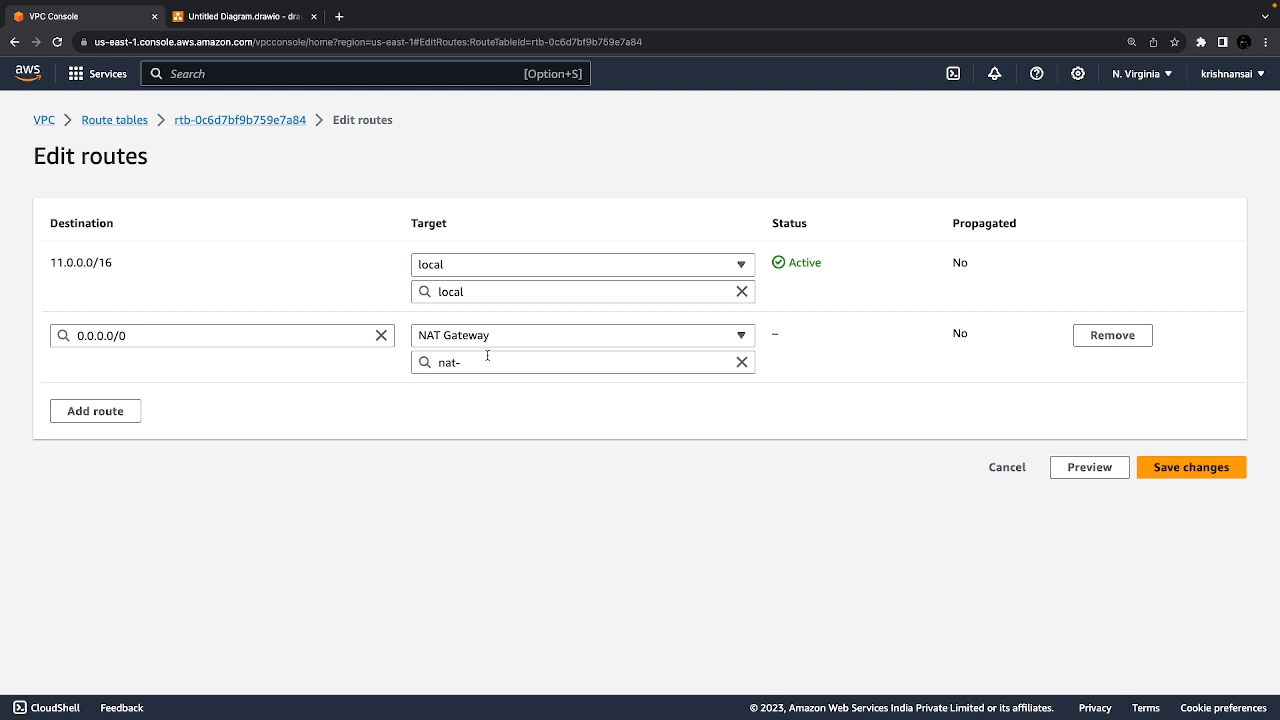 VPC Console
Untitled Diagram.drawio - dra
us-east-1.console.aws.amazon.com/vpcconsole/home?region=us-east-1#EditRoutes:RouteTableId=rtb-0c6d7bf9b759e7a84
aws Services Search [Option+S] N. Virginia krishnansai
VPC Route tables rtb-0c6d7bf9b759e7a84 Edit routes
Edit routes
Destination Target Status Propagated
11.0.0.0/16 local Active No
local
0.0.0.0/0 NAT Gateway – No Remove
nat-
Add route
Cancel Preview Save changes
CloudShell Feedback © 2023, Amazon Web Services India Private Limited or its affiliates. Privacy Terms Cookie preferences